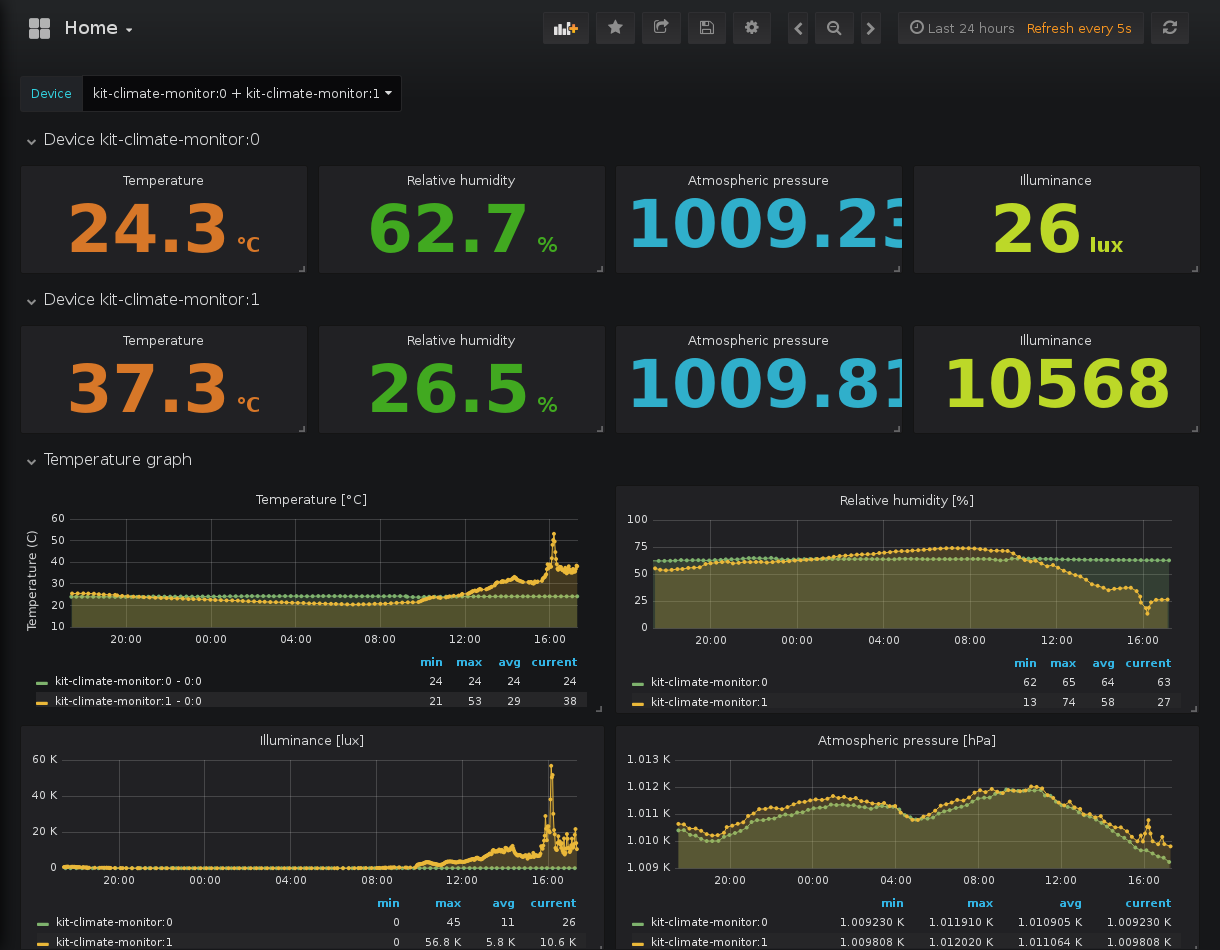 Home
Last 24 hours Refresh every 5s
Device kit-climate-monitor:0 + kit-climate-monitor:1
Device kit-climate-monitor:0
Temperature Relative humidity Atmospheric pressure Illuminance
24.3 °C 62.7 % 1009.23 26 lux
Device kit-climate-monitor:1
Temperature Relative humidity Atmospheric pressure Illuminance
37.3 °C 26.5 % 1009.81 10568
Temperature graph
Temperature [°C]
Temperature (C)
60
50
40
30
20
10
20:00 00:00 04:00 08:00 12:00 16:00
min max avg current
kit-climate-monitor:0 - 0:0 24 24 24 24
kit-climate-monitor:1 - 0:0 21 53 29 38
Relative humidity [%]
100
75
50
25
0
20:00 00:00 04:00 08:00 12:00 16:00
min max avg current
kit-climate-monitor:0 62 65 64 63
kit-climate-monitor:1 13 74 58 27
Illuminance [lux]
60 K
40 K
20 K
0
20:00 00:00 04:00 08:00 12:00 16:00
min max avg current
kit-climate-monitor:0 0 45 11 26
kit-climate-monitor:1 0 56.8 K 5.8 K 10.6 K
Atmospheric pressure [hPa]
1.013 K
1.012 K
1.011 K
1.010 K
1.009 K
20:00 00:00 04:00 08:00 12:00 16:00
min max avg current
kit-climate-monitor:0 1.009230 K 1.011910 K 1.010905 K 1.009230 K
kit-climate-monitor:1 1.009808 K 1.012020 K 1.011064 K 1.009808 K